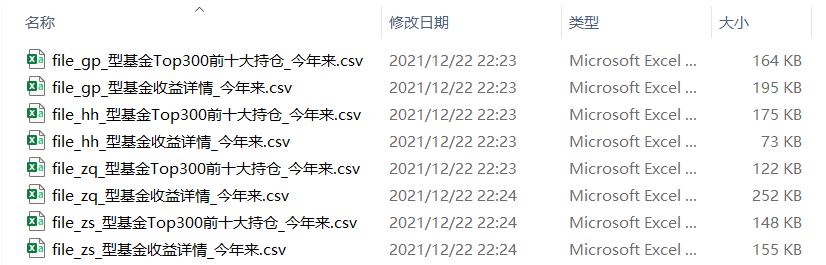 名称 修改日期 类型 大小
file_gp_型基金Top300前十大持仓_今年来.csv 2021/12/22 22:23 Microsoft Excel ... 164 KB
file_gp_型基金收益详情_今年来.csv 2021/12/22 22:23 Microsoft Excel ... 195 KB
file_hh_型基金Top300前十大持仓_今年来.csv 2021/12/22 22:23 Microsoft Excel ... 175 KB
file_hh_型基金收益详情_今年来.csv 2021/12/22 22:23 Microsoft Excel ... 73 KB
file_zq_型基金Top300前十大持仓_今年来.csv 2021/12/22 22:23 Microsoft Excel ... 122 KB
file_zq_型基金收益详情_今年来.csv 2021/12/22 22:24 Microsoft Excel ... 252 KB
file_zs_型基金Top300前十大持仓_今年来.csv 2021/12/22 22:24 Microsoft Excel ... 148 KB
file_zs_型基金收益详情_今年来.csv 2021/12/22 22:24 Microsoft Excel ... 155 KB